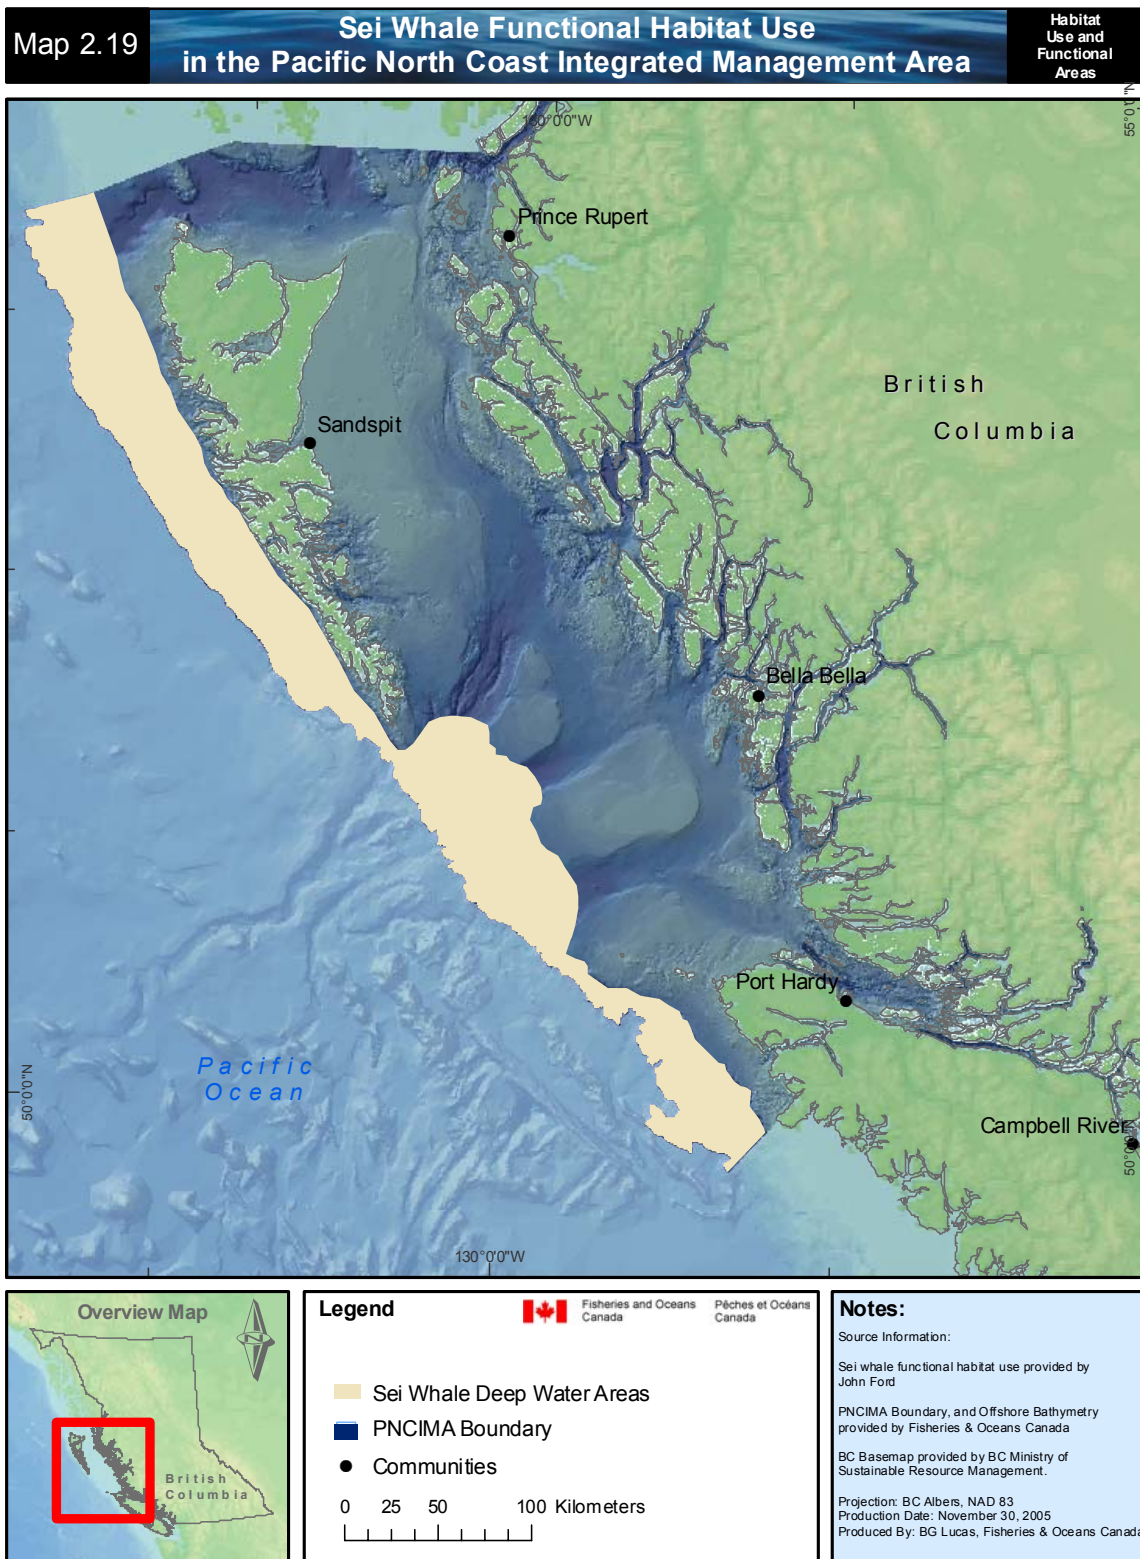 Map 2.19
Sei Whale Functional Habitat Use
in the Pacific North Coast Integrated Management Area
Habitat
Use and
Functional
Areas
130°0'0"W
55°0'0"N
Prince Rupert
British
Columbia
Sandspit
Bella Bella
Port Hardy
Pacific
Ocean
50°0'0"N
Campbell River
50°0'0"N
130°0'0"W
Overview Map
N
British
Columbia
Legend
Fisheries and Oceans
Canada
Pêches et Océans
Canada
Sei Whale Deep Water Areas
PNCIMA Boundary
Communities
0 25 50 100 Kilometers
Notes:
Source Information:
Sei whale functional habitat use provided by
John Ford
PNCIMA Boundary, and Offshore Bathymetry
provided by Fisheries & Oceans Canada
BC Basemap provided by BC Ministry of
Sustainable Resource Management.
Projection: BC Albers, NAD 83
Production Date: November 30, 2005
Produced By: BG Lucas, Fisheries & Oceans Canada